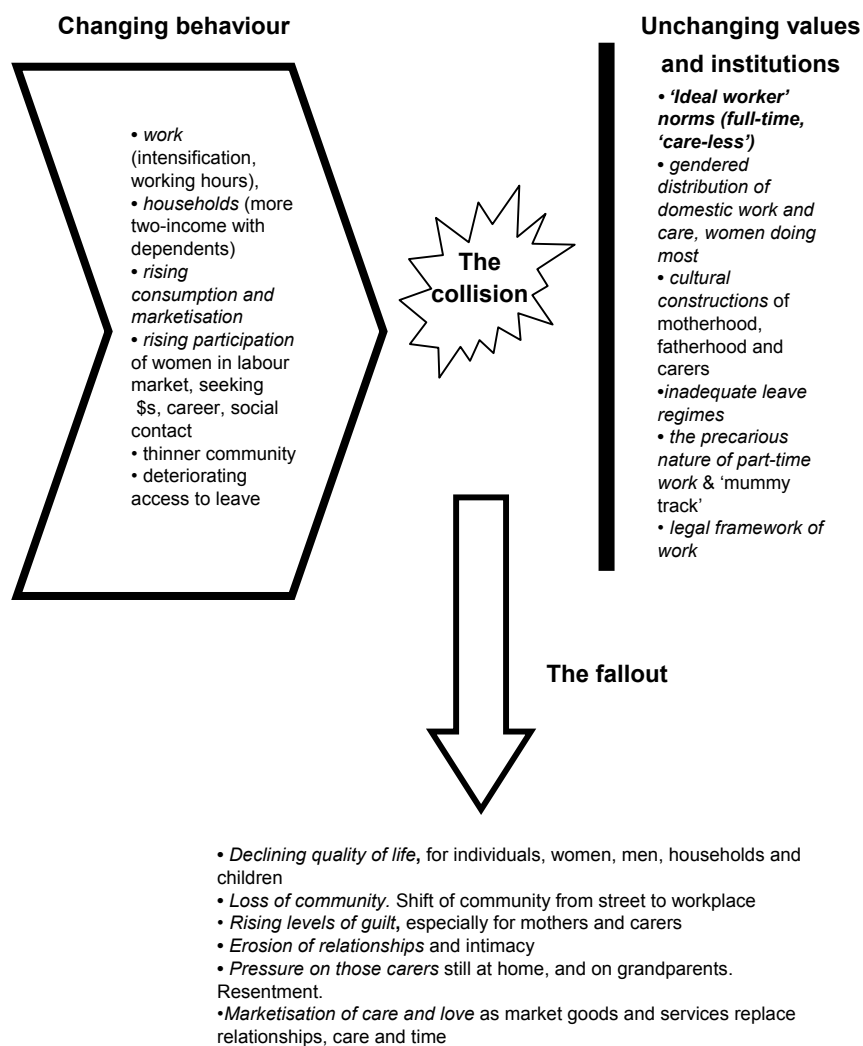 Changing behaviour
• work
(intensification,
working hours),
• households (more
two-income with
dependents)
• rising
consumption and
marketisation
• rising participation
of women in labour
market, seeking
$s, career, social
contact
• thinner community
• deteriorating
access to leave
The
collision
Unchanging values
and institutions
• ‘Ideal worker’
norms (full-time,
‘care-less’)
• gendered
distribution of
domestic work and
care, women doing
most
• cultural
constructions of
motherhood,
fatherhood and
carers
•inadequate leave
regimes
• the precarious
nature of part-time
work & ‘mummy
track’
• legal framework of
work
The fallout
• Declining quality of life, for individuals, women, men, households and
children
• Loss of community. Shift of community from street to workplace
• Rising levels of guilt, especially for mothers and carers
• Erosion of relationships and intimacy
• Pressure on those carers still at home, and on grandparents.
Resentment.
•Marketisation of care and love as market goods and services replace
relationships, care and time